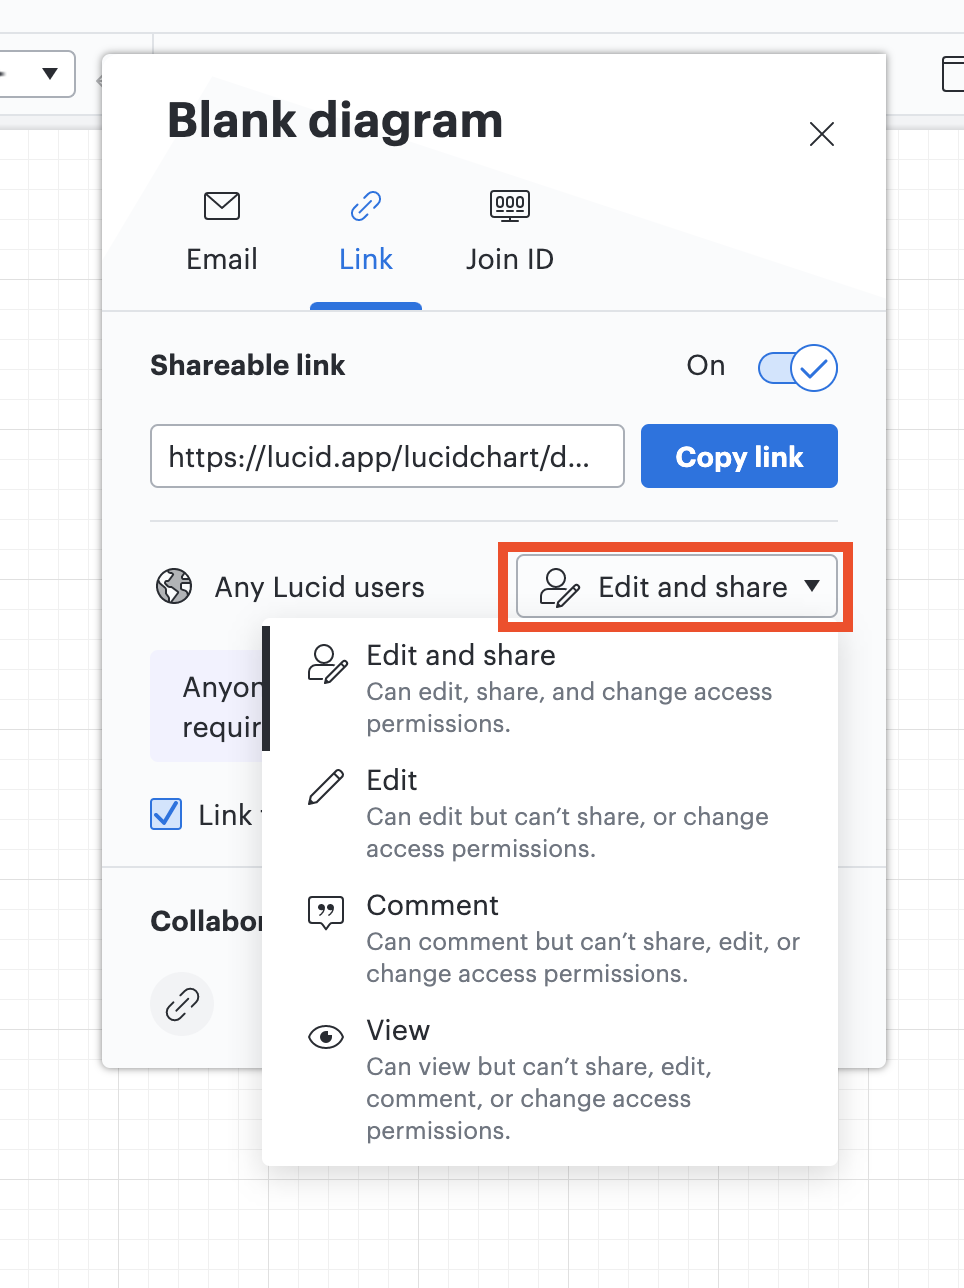 Blank diagram
Email
Link
Join ID
Shareable link
On
https://lucid.app/lucidchart/d...
Copy link
Any Lucid users
Edit and share
Edit and share
Can edit, share, and change access
permissions.
Edit
Can edit but can’t share, or change
access permissions.
Comment
Can comment but can’t share, edit, or
change access permissions.
View
Can view but can’t share, edit,
comment, or change access
permissions.
Link